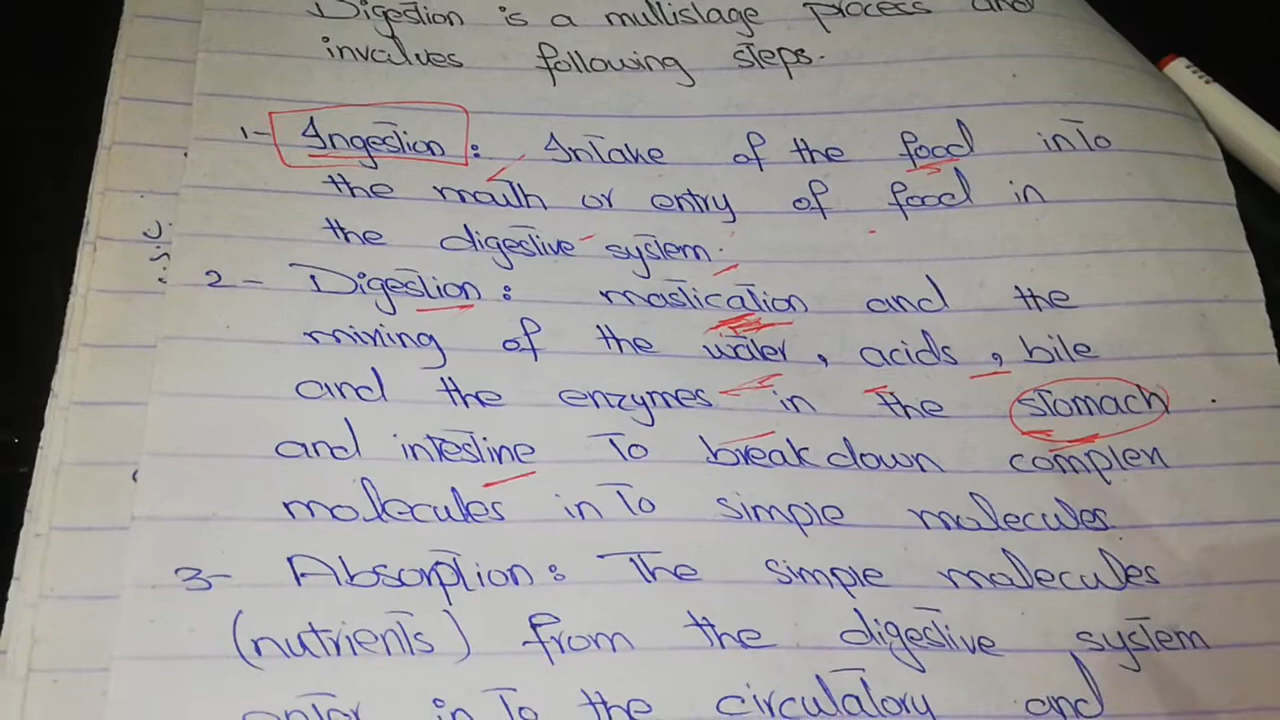 Digestion is a multistage process and
involves following steps.
1- Ingestion: Intake of the food into
the mouth or entry of food in
the digestive system.
2- Digestion: mastication and the
mixing of the water, acids, bile
and the enzymes in the stomach
and intestine to breakdown complex
molecules into simple molecules.
3- Absorption: The simple molecules
(nutrients) from the digestive system
enter into the circulatory and